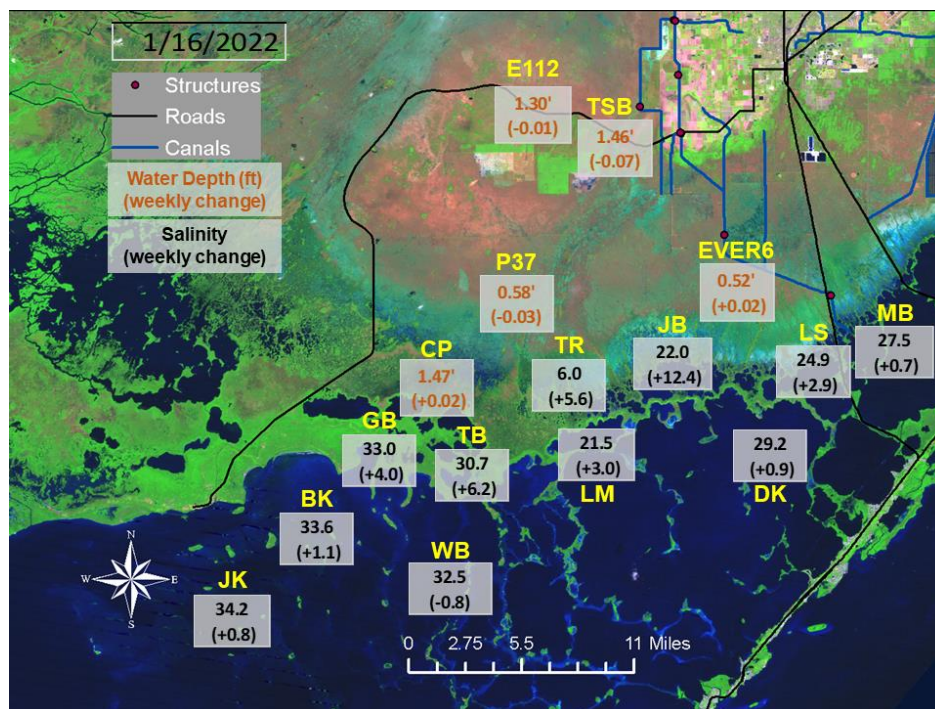 1/16/2022
Structures
Roads
Canals
Water Depth (ft)
(weekly change)
Salinity
(weekly change)
E112
1.30'
(-0.01)
TSB
1.46'
(-0.07)
P37
0.58'
(-0.03)
EVER6
0.52'
(+0.02)
MB
27.5
(+0.7)
CP
1.47'
(+0.02)
TR
6.0
(+5.6)
JB
22.0
(+12.4)
LS
24.9
(+2.9)
GB
33.0
(+4.0)
TB
30.7
(+6.2)
21.5
(+3.0)
LM
29.2
(+0.9)
DK
BK
33.6
(+1.1)
WB
32.5
(-0.8)
JK
34.2
(+0.8)
N
W E
S
0 2.75 5.5 11 Miles